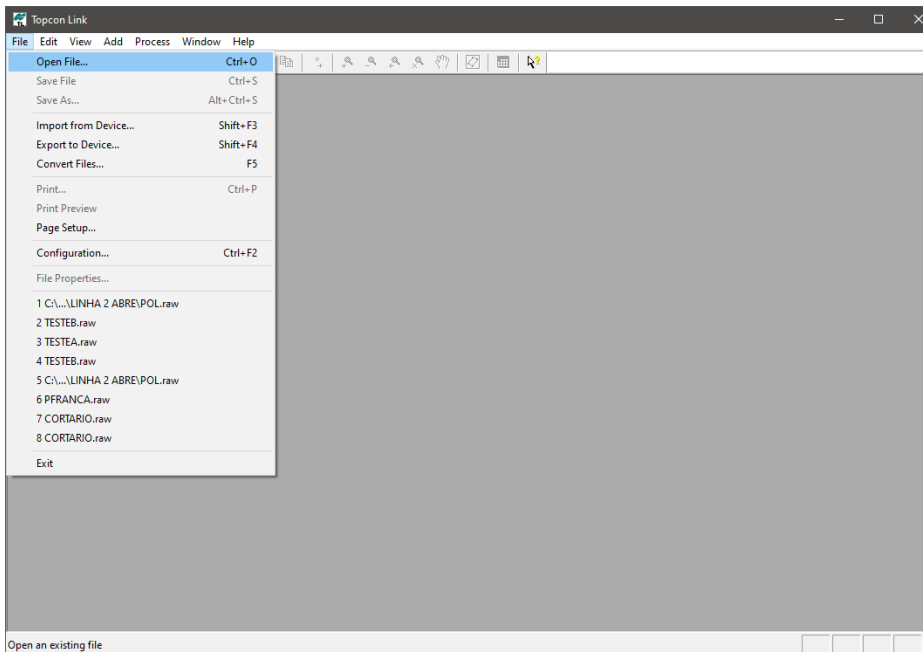 Topcon Link
File Edit View Add Process Window Help
Open File... Ctrl+O
Save File Ctrl+S
Save As... Alt+Ctrl+S
Import from Device... Shift+F3
Export to Device... Shift+F4
Convert Files... F5
Print... Ctrl+P
Print Preview
Page Setup...
Configuration... Ctrl+F2
File Properties...
1 C:\...\LINHA 2 ABRE\POL.raw
2 TESTEB.raw
3 TESTEA.raw
4 TESTEB.raw
5 C:\...\LINHA 2 ABRE\POL.raw
6 PFRANCA.raw
7 CORTARIO.raw
8 CORTARIO.raw
Exit
Open an existing file